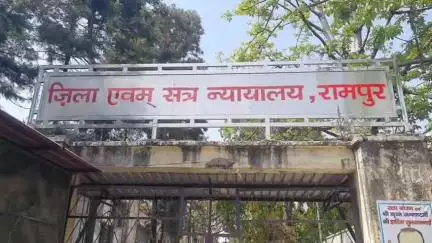 ज़िला एवम् सत्र न्यायालय, रामपुर